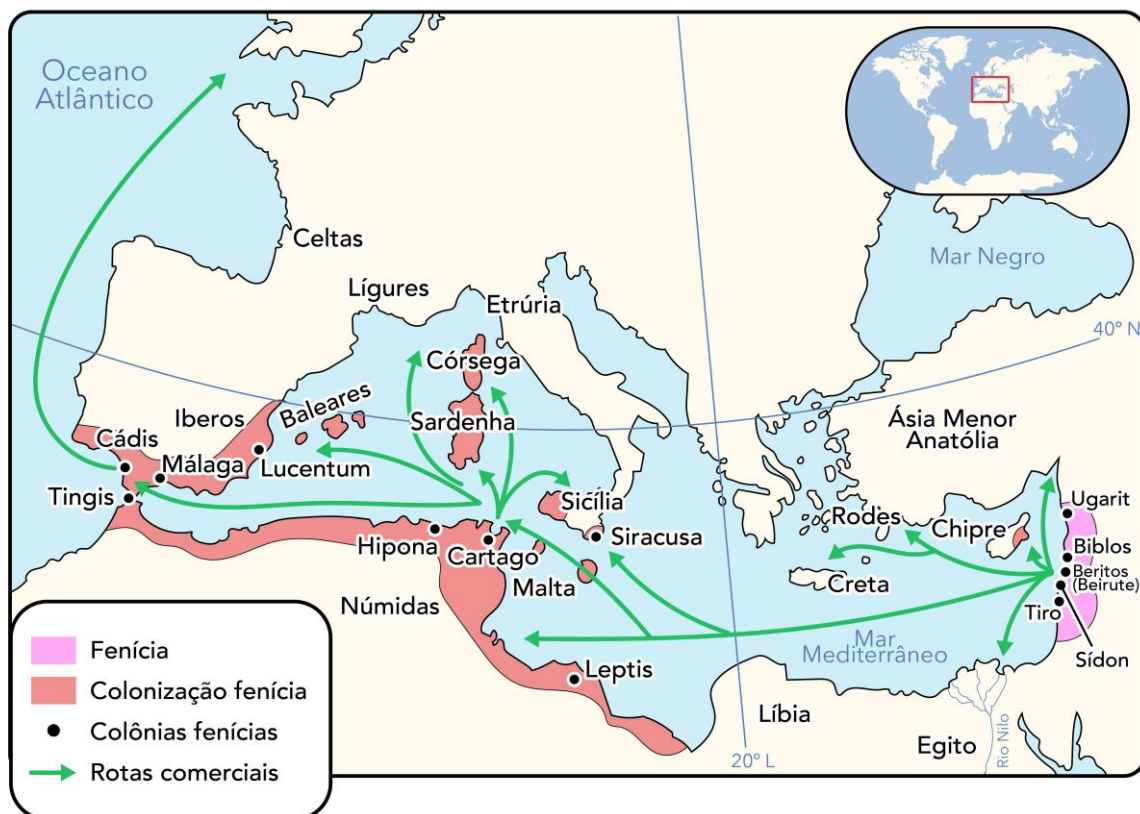 Oceano
Atlântico
Celtas
Lígures
Etrúria
Mar Negro
40º N
Córsega
Baleares
Iberos
Sardenha
Ásia Menor
Anatólia
Cádis
Málaga
Lucentum
Tingis
Sicília
Siracusa
Rodes
Chipre
Ugarit
Hipona
Cartago
Malta
Creta
Biblos
Beritos
(Beirute)
Tiro
Sídon
Númidas
Mar
Mediterrâneo
Leptis
Líbia
20º L
Egito
Rio Nilo
Fenícia
Colonização fenícia
Colônias fenícias
Rotas comerciais